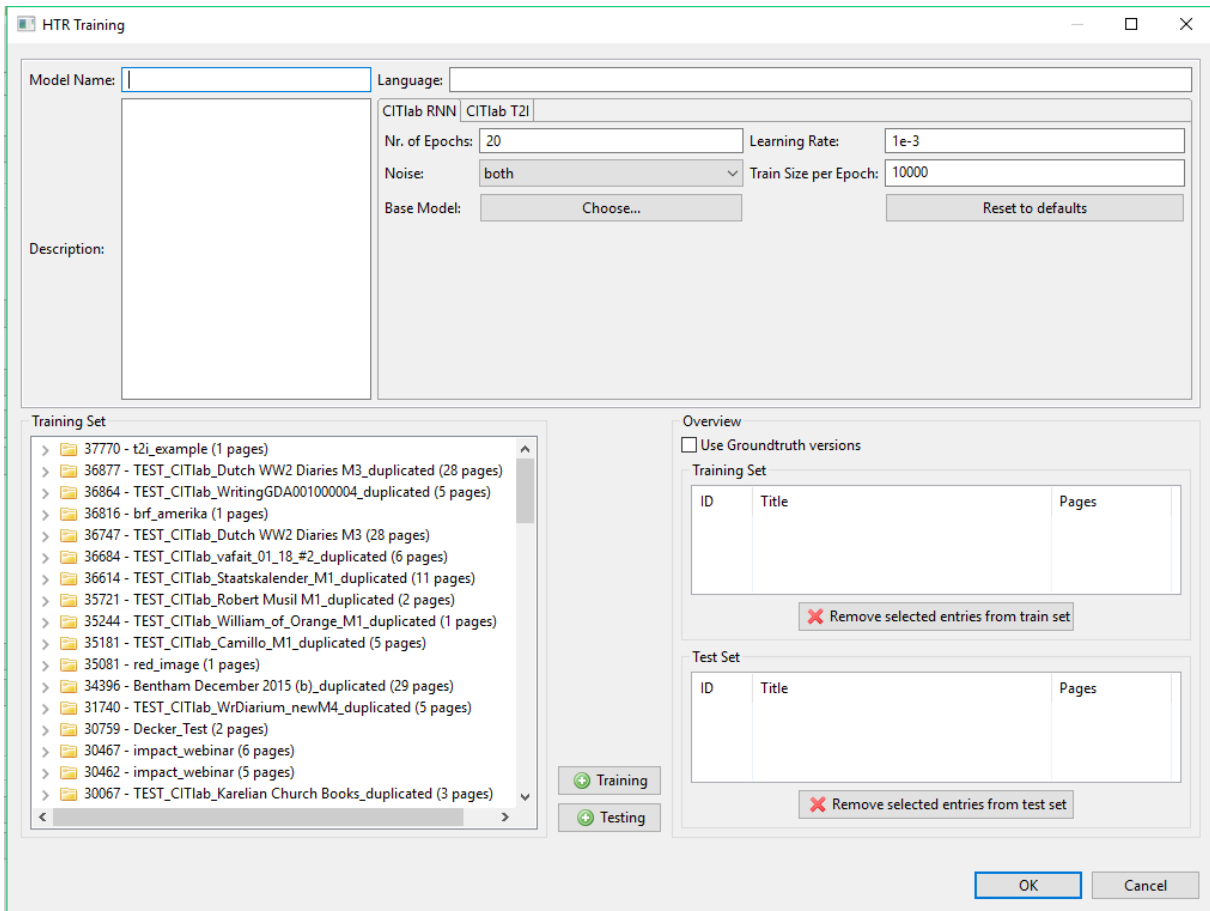 HTR Training
Model Name:
Language:
CITlab RNN CITlab T2I
Nr. of Epochs: 20 Learning Rate: 1e-3
Noise: both Train Size per Epoch: 10000
Base Model: Choose... Reset to defaults
Description:
Training Set
37770 - t2i_example (1 pages)
36877 - TEST_CITlab_Dutch WW2 Diaries M3_duplicated (28 pages)
36864 - TEST_CITlab_WritingGDA001000004_duplicated (5 pages)
36816 - brf_amerika (1 pages)
36747 - TEST_CITlab_Dutch WW2 Diaries M3 (28 pages)
36684 - TEST_CITlab_vafait_01_18_#2_duplicated (6 pages)
36614 - TEST_CITlab_Staatskalender_M1_duplicated (11 pages)
35721 - TEST_CITlab_Robert Musil M1_duplicated (2 pages)
35244 - TEST_CITlab_William_of_Orange_M1_duplicated (1 pages)
35181 - TEST_CITlab_Camillo_M1_duplicated (5 pages)
35081 - red_image (1 pages)
34396 - Bentham December 2015 (b)_duplicated (29 pages)
31740 - TEST_CITlab_WrDiarium_newM4_duplicated (5 pages)
30759 - Decker_Test (2 pages)
30467 - impact_webinar (6 pages)
30462 - impact_webinar (5 pages)
30067 - TEST_CITlab_Karelian Church Books_duplicated (3 pages)
Training
Testing
Overview
Use Groundtruth versions
Training Set
ID Title Pages
Remove selected entries from train set
Test Set
ID Title Pages
Remove selected entries from test set
OK Cancel